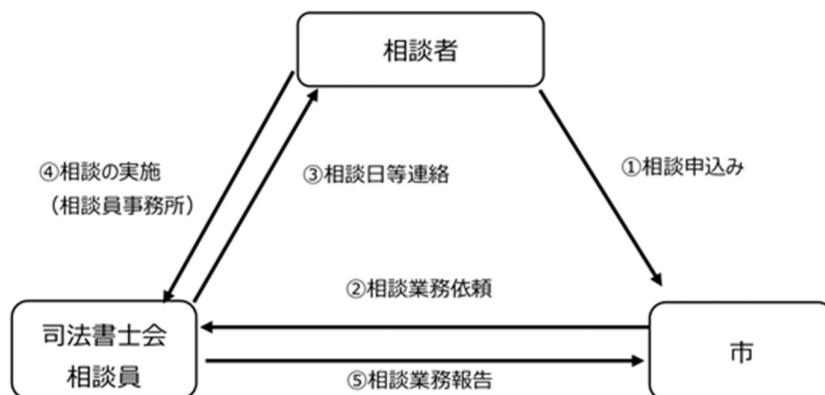 相談者
④相談の実施
（相談員事務所）
③相談日等連絡
①相談申込み
②相談業務依頼
司法書士会
相談員
市
⑤相談業務報告